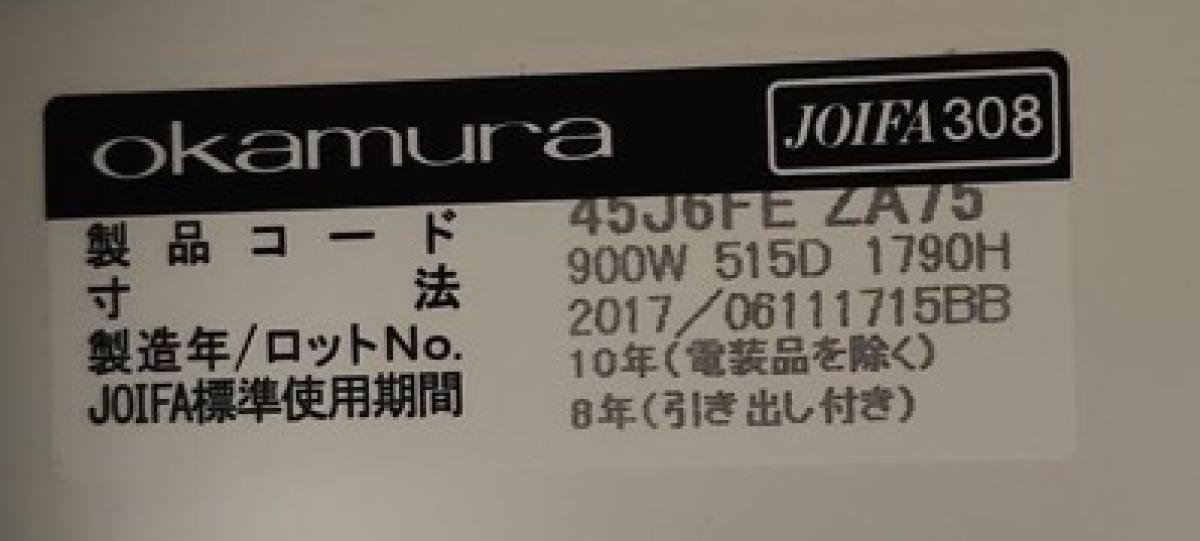 okamura JOIFA308
製品コード 45J6FE ZA75
寸法 900W 515D 1790H
製造年/ロットNo. 2017/06111715BB
JOIFA標準使用期間 10年(電装品を除く)
8年(引き出し付き)